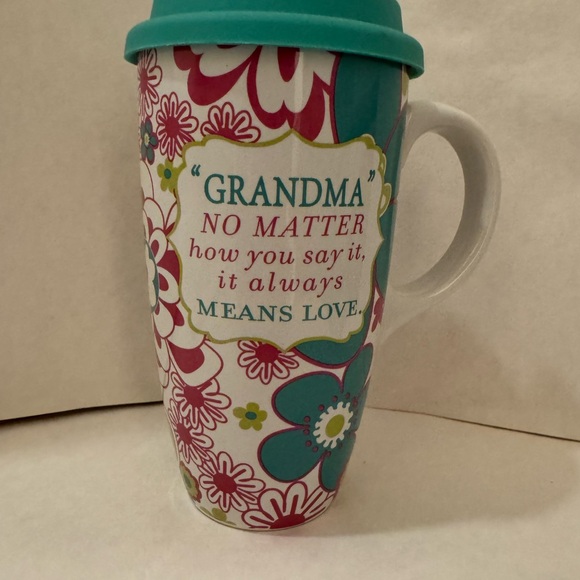 “GRANDMA”
NO MATTER
how you say it,
it always
MEANS LOVE.